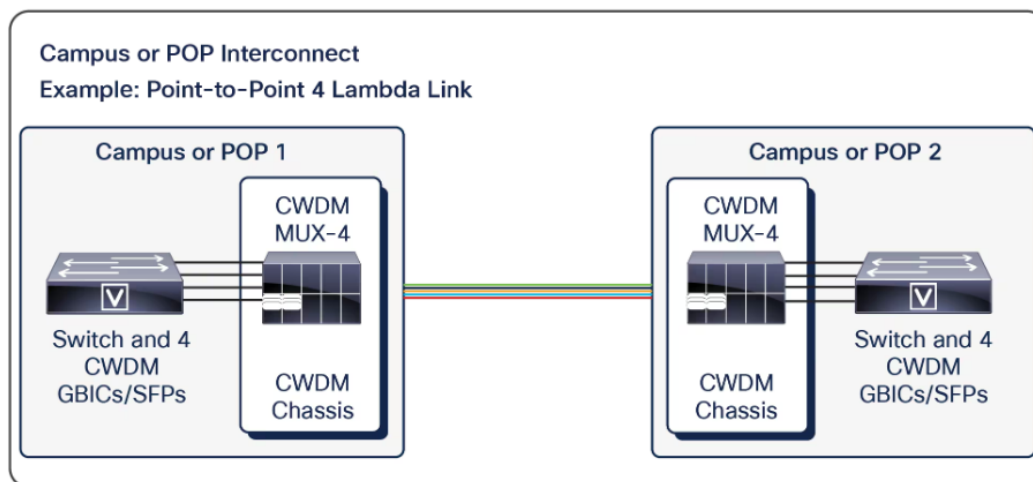 Campus or POP Interconnect
Example: Point-to-Point 4 Lambda Link
Campus or POP 1
CWDM
MUX-4
Switch and 4
CWDM
GBICs/SFPs
CWDM
Chassis
Campus or POP 2
CWDM
MUX-4
CWDM
Chassis
Switch and 4
CWDM
GBICs/SFPs
V
V